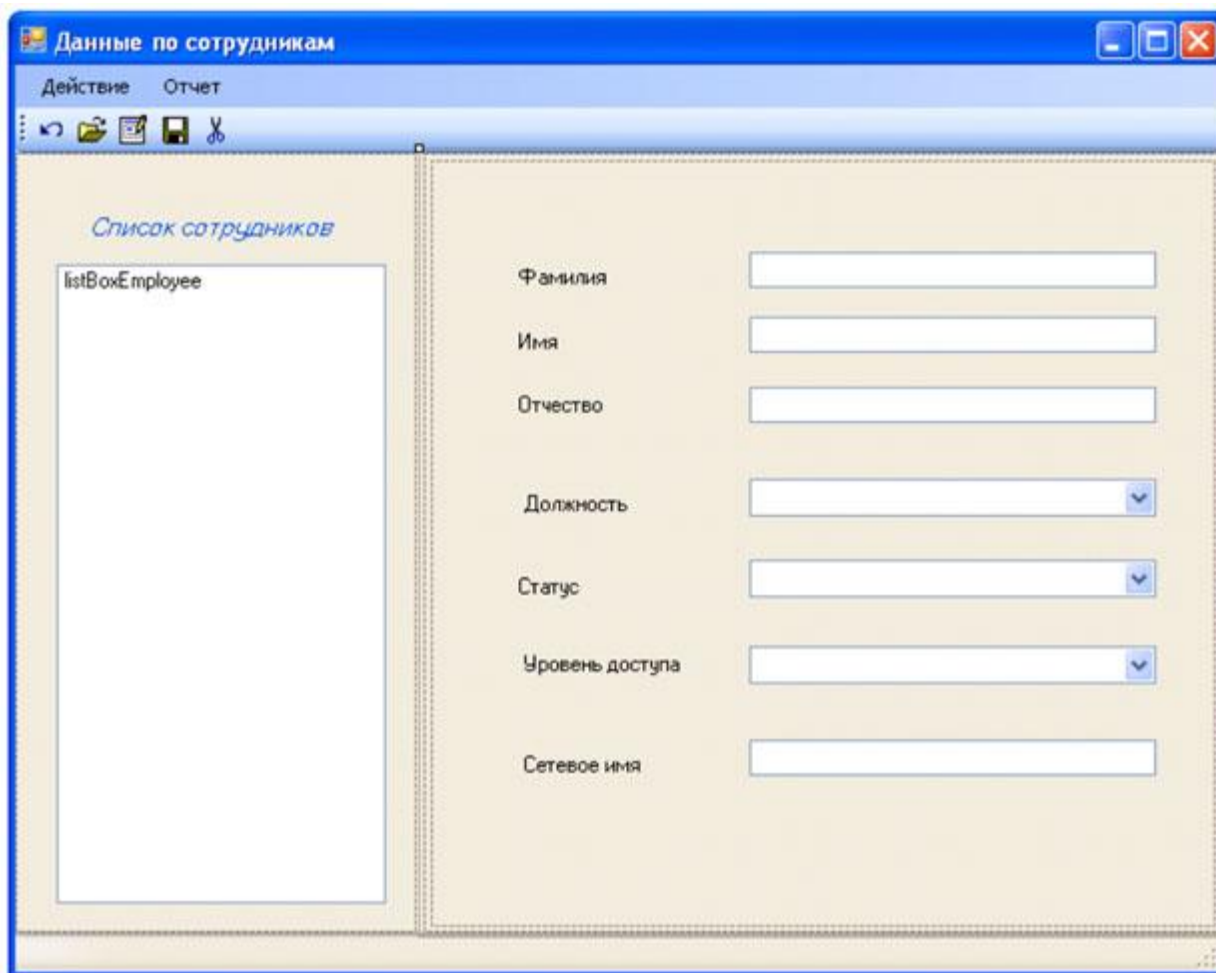 Данные по сотрудникам
Действие Отчет
Список сотрудников
listBoxEmployee
Фамилия
Имя
Отчество
Должность
Статус
Уровень доступа
Сетевое имя